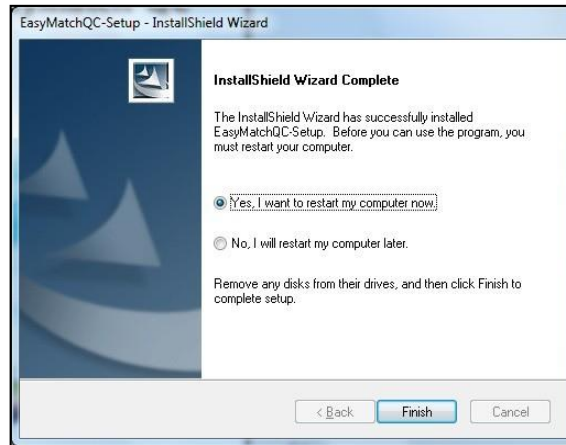 EasyMatchQC-Setup - InstallShield Wizard
InstallShield Wizard Complete
The InstallShield Wizard has successfully installed
EasyMatchQC-Setup.  Before you can use the program, you
must restart your computer.
Yes, I want to restart my computer now.
No, I will restart my computer later.
Remove any disks from their drives, and then click Finish to
complete setup.
< Back
Finish
Cancel